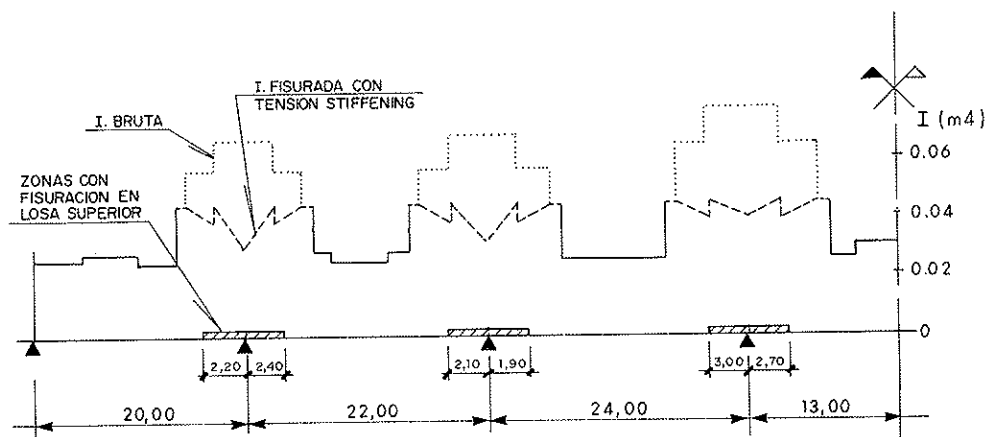 I. FISURADA CON
TENSION STIFFENING
I. BRUTA
I (m4)
ZONAS CON
FISURACION EN
LOSA SUPERIOR
0.06
0.04
0.02
0
2,20
2,40
2,10
1,90
3,00
2,70
20,00
22,00
24,00
13,00